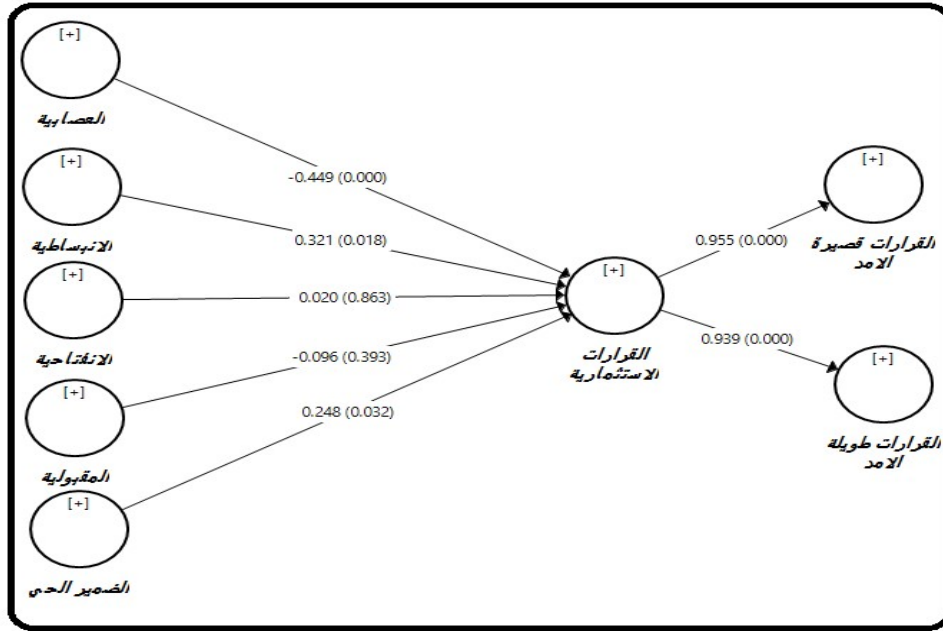 [+]
العصابية
[+]
الانبساطية
[+]
الانفتاحية
[+]
المقبولية
[+]
الضمير الحي
-0.449 (0.000)
0.321 (0.018)
0.020 (0.863)
-0.096 (0.393)
0.248 (0.032)
[+]
القرارات
الاستثمارية
0.955 (0.000)
0.939 (0.000)
[+]
القرارات قصيرة
الامد
[+]
القرارات طويلة
الامد